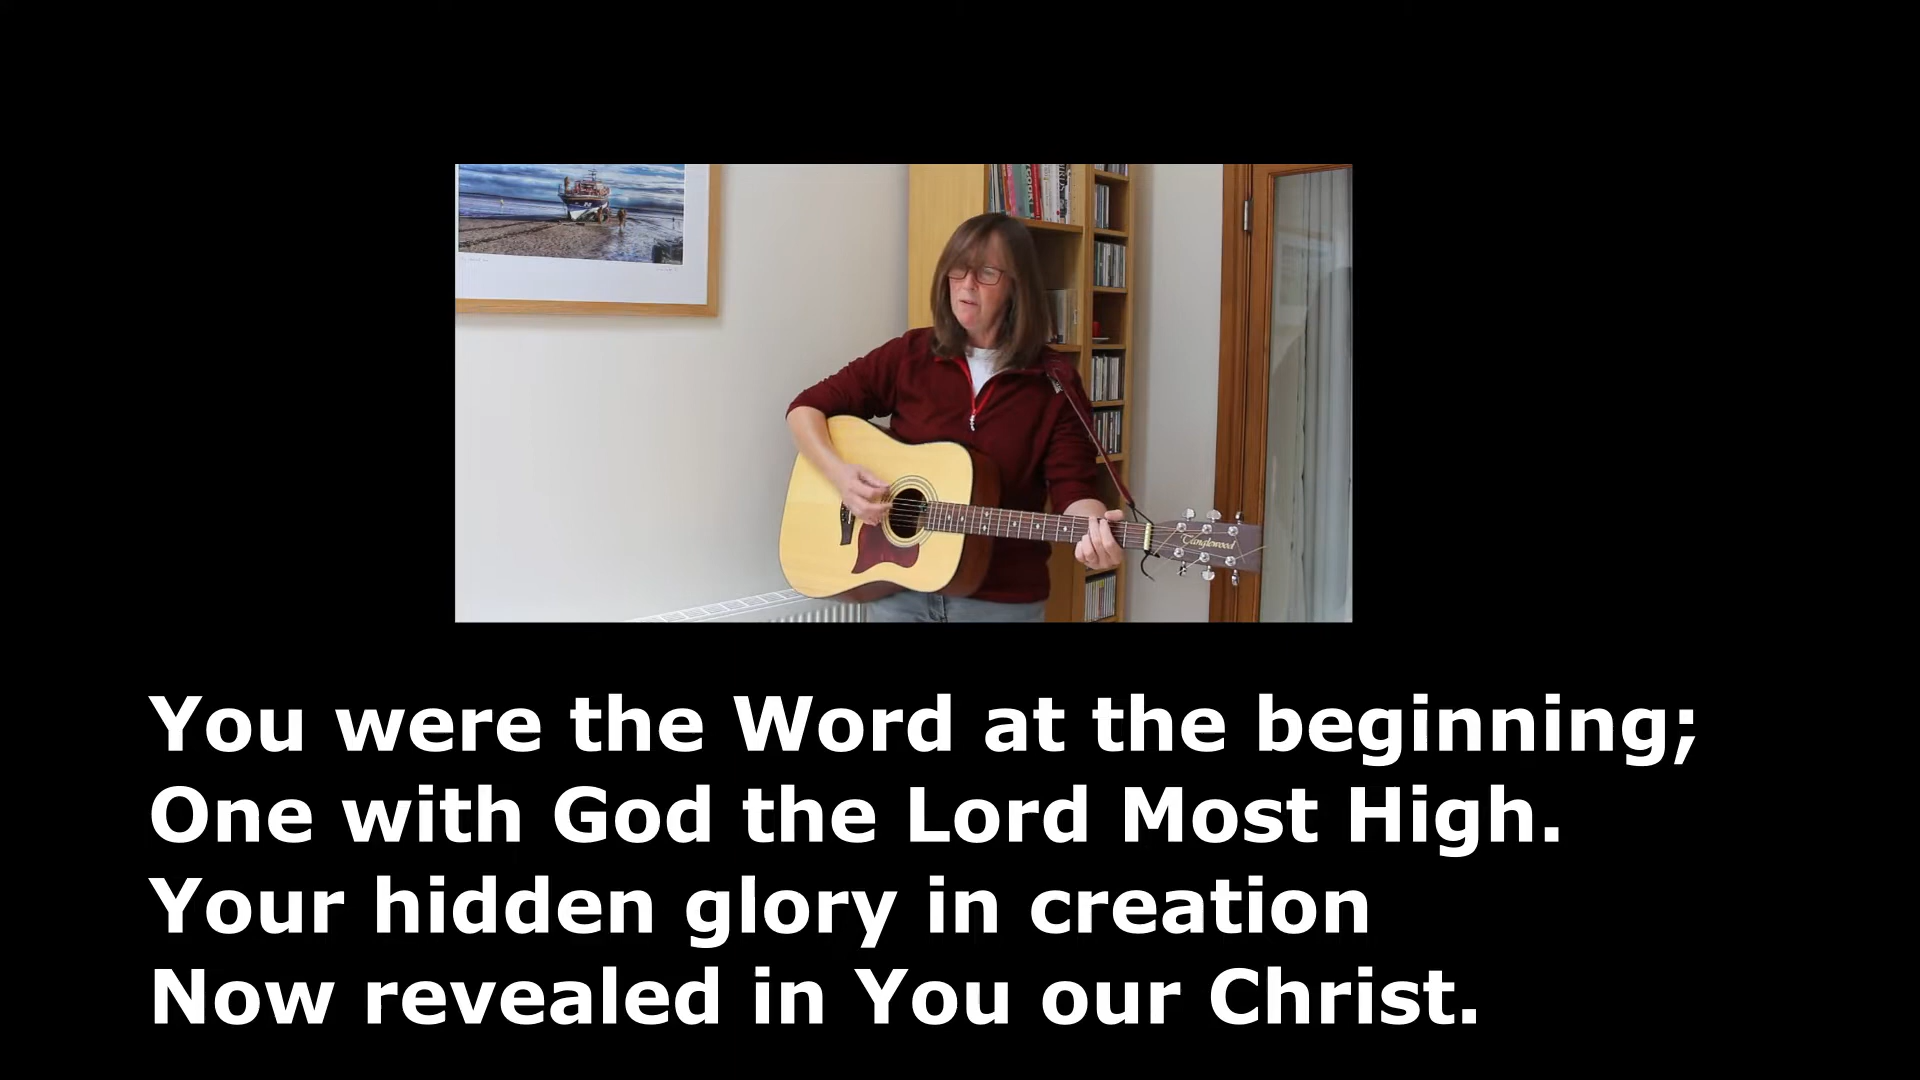 Tanglewood
You were the Word at the beginning;
One with God the Lord Most High.
Your hidden glory in creation
Now revealed in You our Christ.